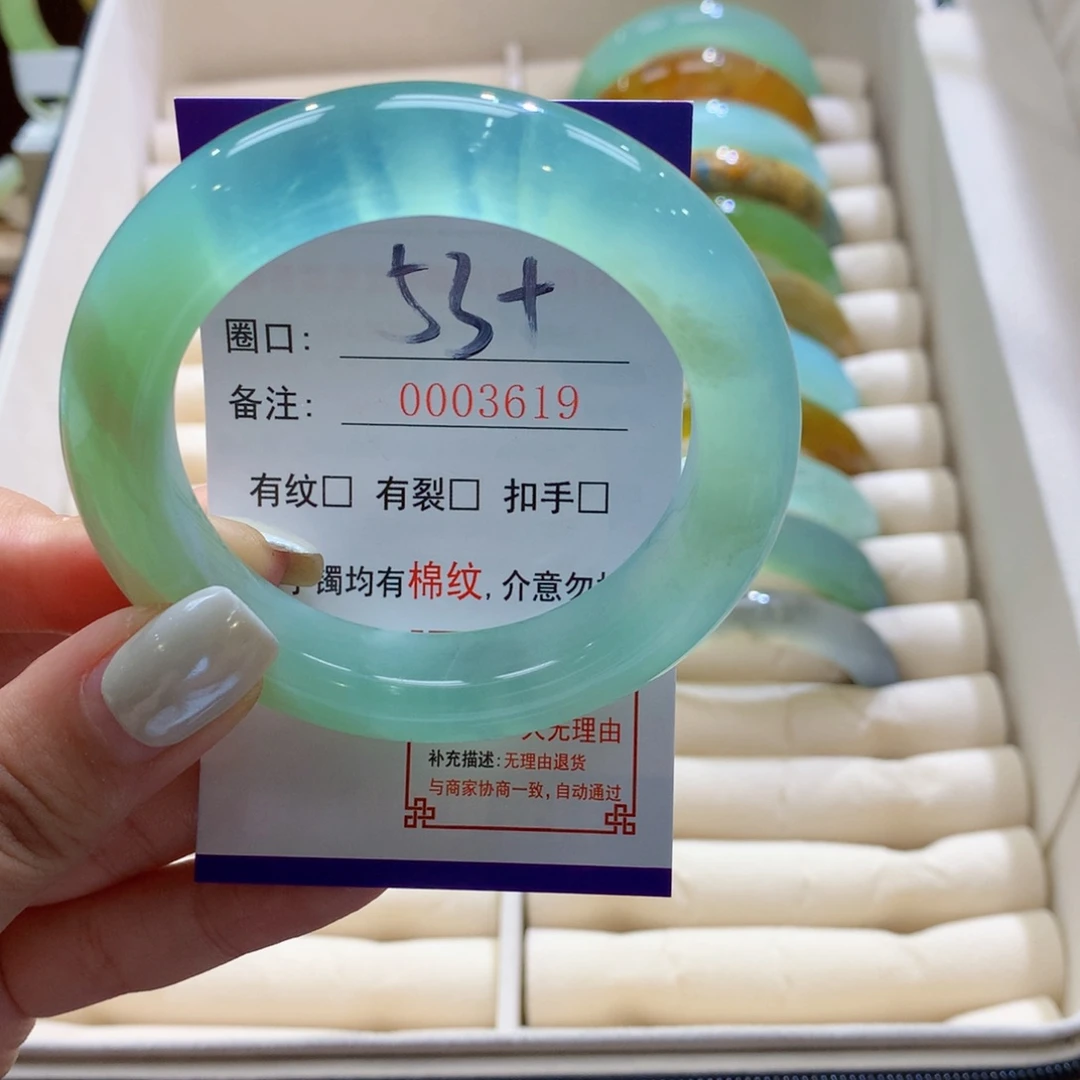 圈口: 53+
备注: 0003619
有纹□ 有裂□ 扣手□
镯均有棉纹, 介意勿
无理由
补充描述: 无理由退货
与商家协商一致, 自动通过